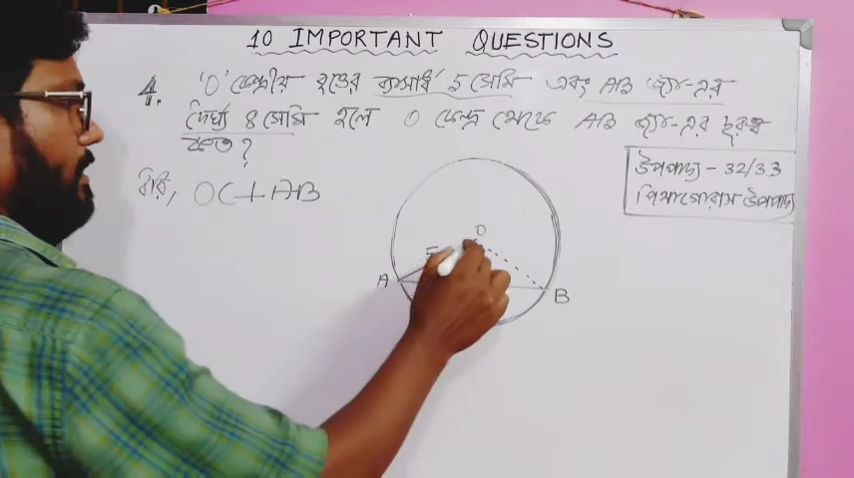 10 IMPORTANT QUESTIONS
4. 'O' কেন্দ্রীয় বৃত্তের ব্যাসার্ধ 5 সেমি এবং AB জ্যা-এর
দৈর্ঘ্য 8 সেমি হলে O কেন্দ্র থেকে AB জ্যা-এর দূরত্ব
কত?
উপপাদ্য - 32/33
পিথাগোরাস উপপাদ্য
ধরি, OC⊥AB
O
5
A
B